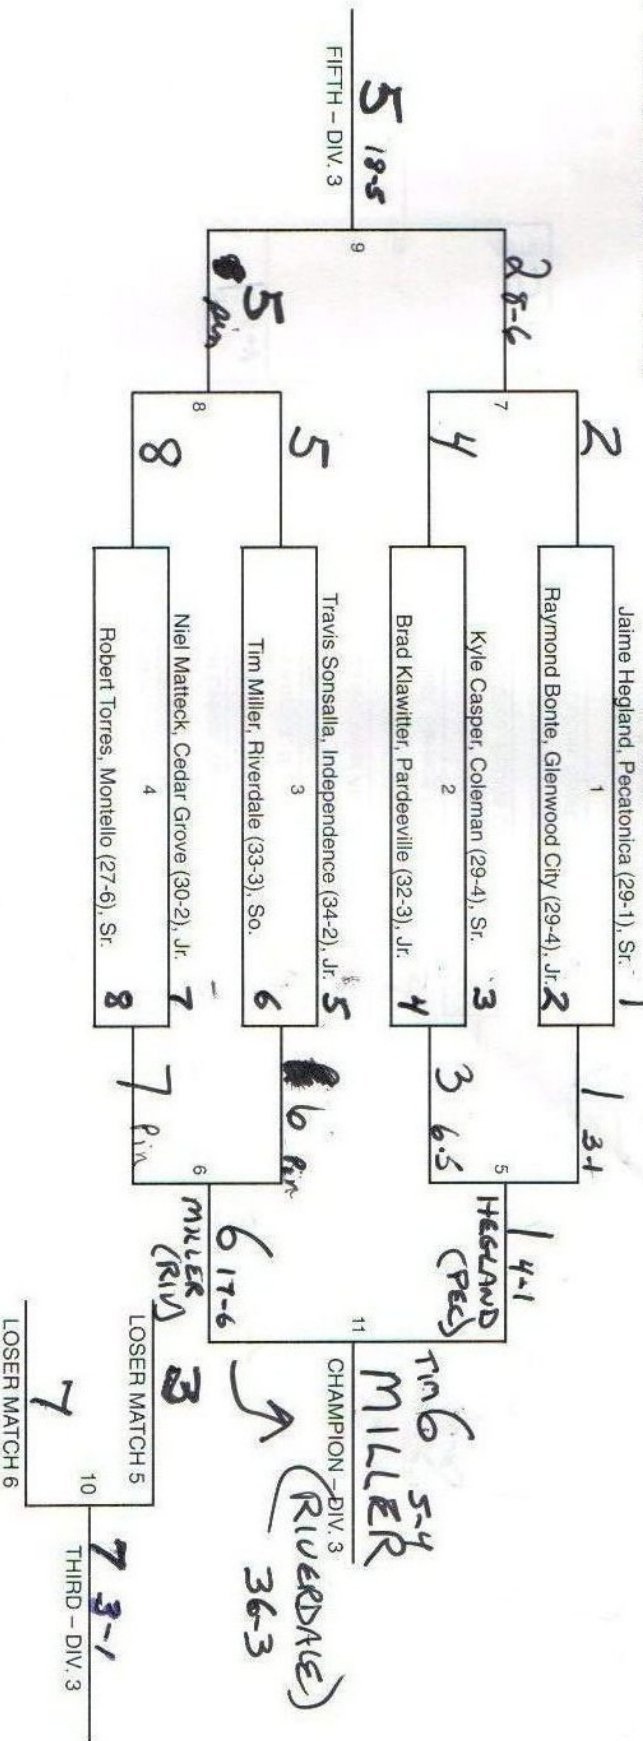 Jaime Hegland, Pecatonica (29-1), Sr. 1
1
Raymond Bonte, Glenwood City (29-4), Jr. 2
Kyle Casper, Coleman (29-4), Sr. 3
2
Brad Klawitter, Pardeeville (32-3), Jr. 4
Travis Sonsalla, Independence (34-2), Jr. 5
3
Tim Miller, Riverdale (33-3), So. 6
Niel Matteck, Cedar Grove (30-2), Jr. 7
4
Robert Torres, Montello (27-6), Sr. 8
2
7
4
5
8
8
2 8-6
9
5
pin
5 18-5
FIFTH – DIV. 3
1
3 6-5
5
6 pin
6
7 pin
1 4-1
HEGLAND
(PEC)
6 17-6
MILLER
(RIV)
11
TIM 6 5-4
MILLER
CHAMPION – DIV. 3
(RIVERDALE)
36-3
3
LOSER MATCH 5
10
7
LOSER MATCH 6
7 3-1
THIRD – DIV. 3